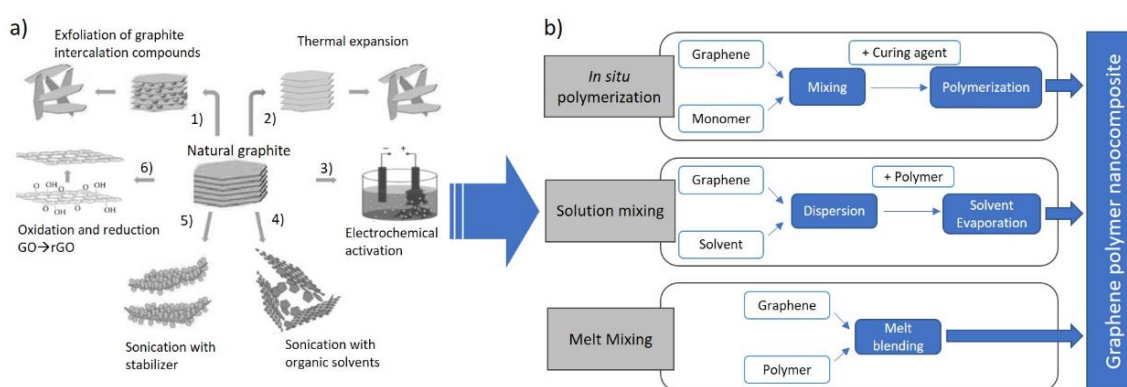 a)
Exfoliation of graphite
intercalation compounds
Thermal expansion
1)
2)
Natural graphite
3)
6)
5)
4)
O
OH
O
O
OH
O
OH
OH
Oxidation and reduction
GO→rGO
− +
Electrochemical
activation
Sonication with
stabilizer
Sonication with
organic solvents
b)
In situ
polymerization
Graphene
Monomer
Mixing
+ Curing agent
Polymerization
Solution mixing
Graphene
Solvent
Dispersion
+ Polymer
Solvent
Evaporation
Melt Mixing
Graphene
Polymer
Melt
blending
Graphene polymer nanocomposite